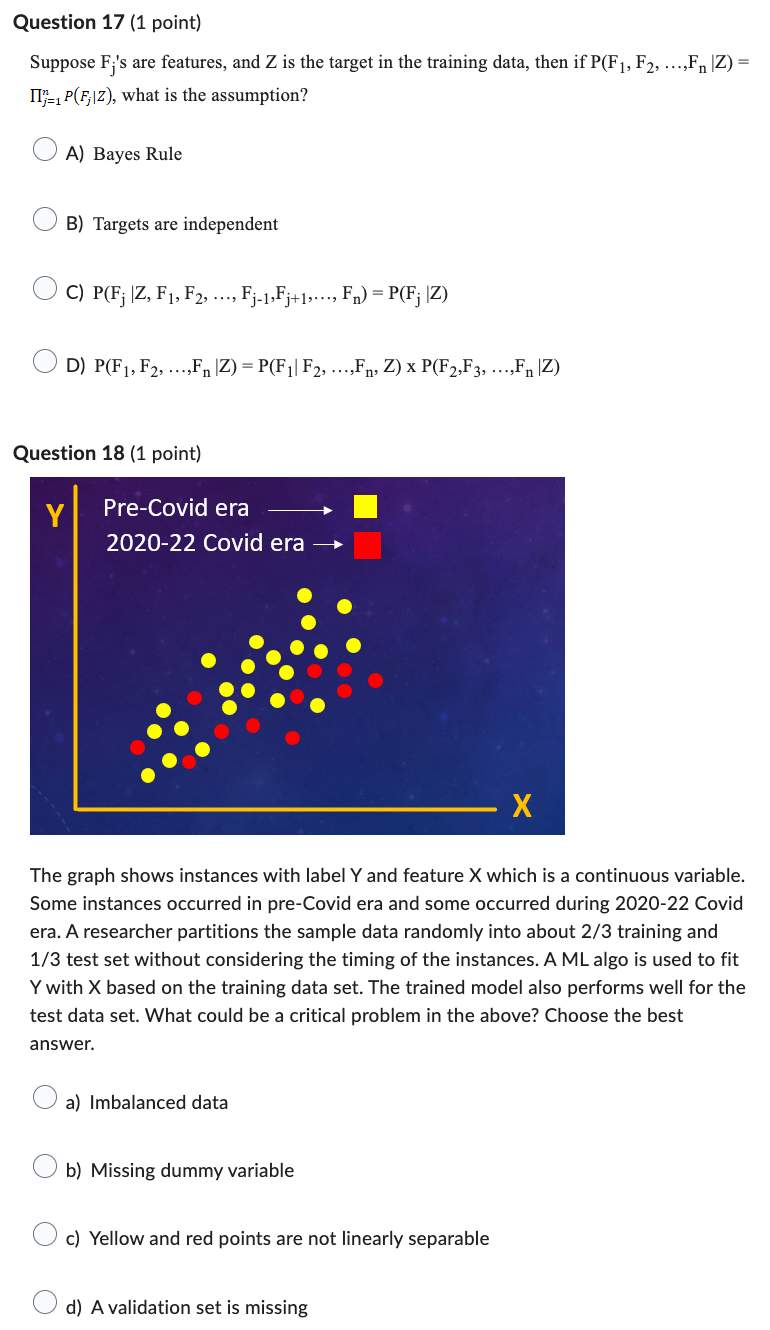 Question 17 (1 point)
Suppose Fj's are features, and Z is the target in the training data, then if P(F1, F2, …,Fn |Z) =
∏ⁿj=1 P(Fj|Z), what is the assumption?
A) Bayes Rule
B) Targets are independent
C) P(Fj |Z, F1, F2, …, Fj-1,Fj+1,…, Fn) = P(Fj |Z)
D) P(F1, F2, …,Fn |Z) = P(F1| F2, …,Fn, Z) x P(F2,F3, …,Fn |Z)
Question 18 (1 point)
Y
Pre-Covid era
2020-22 Covid era
X
The graph shows instances with label Y and feature X which is a continuous variable.
Some instances occurred in pre-Covid era and some occurred during 2020-22 Covid
era. A researcher partitions the sample data randomly into about 2/3 training and
1/3 test set without considering the timing of the instances. A ML algo is used to fit
Y with X based on the training data set. The trained model also performs well for the
test data set. What could be a critical problem in the above? Choose the best
answer.
a) Imbalanced data
b) Missing dummy variable
c) Yellow and red points are not linearly separable
d) A validation set is missing